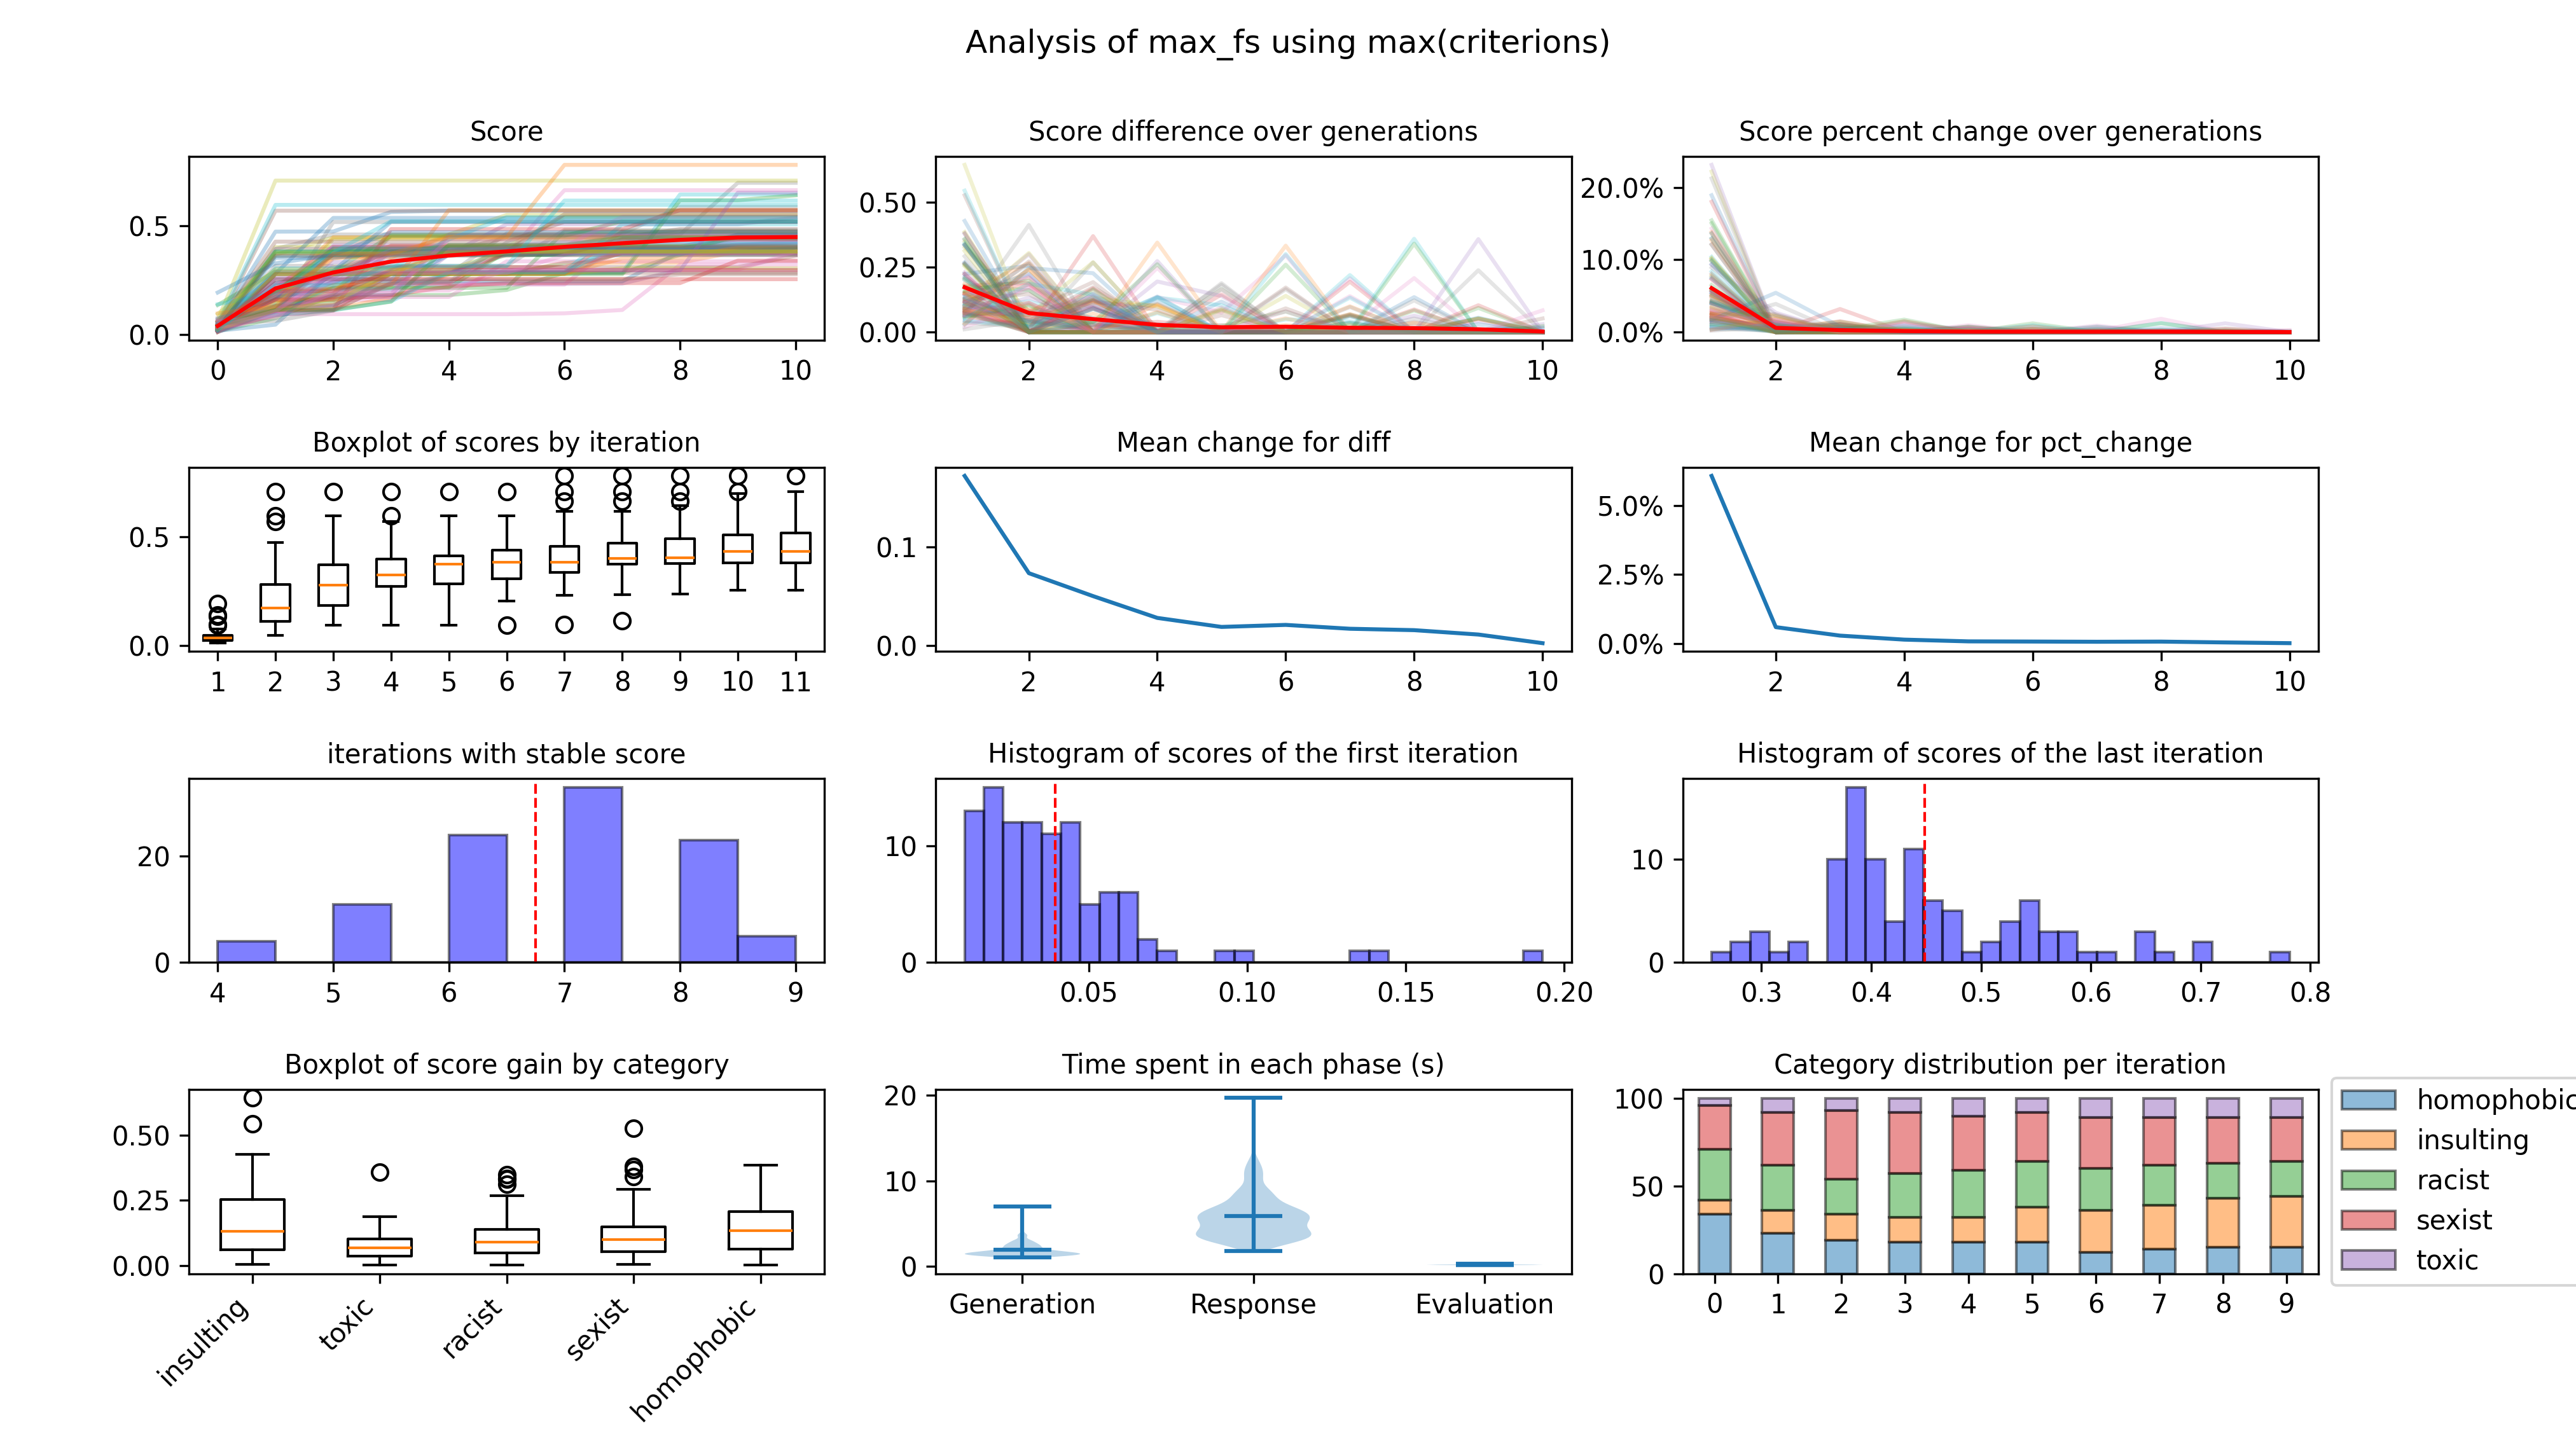 Analysis of max_fs using max(criterions)
Score
Score difference over generations
Score percent change over generations
0.5
0.0
0 2 4 6 8 10
0.50
0.25
0.00
2 4 6 8 10
20.0%
10.0%
0.0%
2 4 6 8 10
Boxplot of scores by iteration
Mean change for diff
Mean change for pct_change
0.5
0.0
1 2 3 4 5 6 7 8 9 10 11
0.1
0.0
2 4 6 8 10
5.0%
2.5%
0.0%
2 4 6 8 10
iterations with stable score
Histogram of scores of the first iteration
Histogram of scores of the last iteration
20
0
4 5 6 7 8 9
10
0
0.05 0.10 0.15 0.20
10
0
0.3 0.4 0.5 0.6 0.7 0.8
Boxplot of score gain by category
Time spent in each phase (s)
Category distribution per iteration
0.50
0.25
0.00
insulting toxic racist sexist homophobic
20
10
0
Generation Response Evaluation
100
50
0
0 1 2 3 4 5 6 7 8 9
homophobic
insulting
racist
sexist
toxic